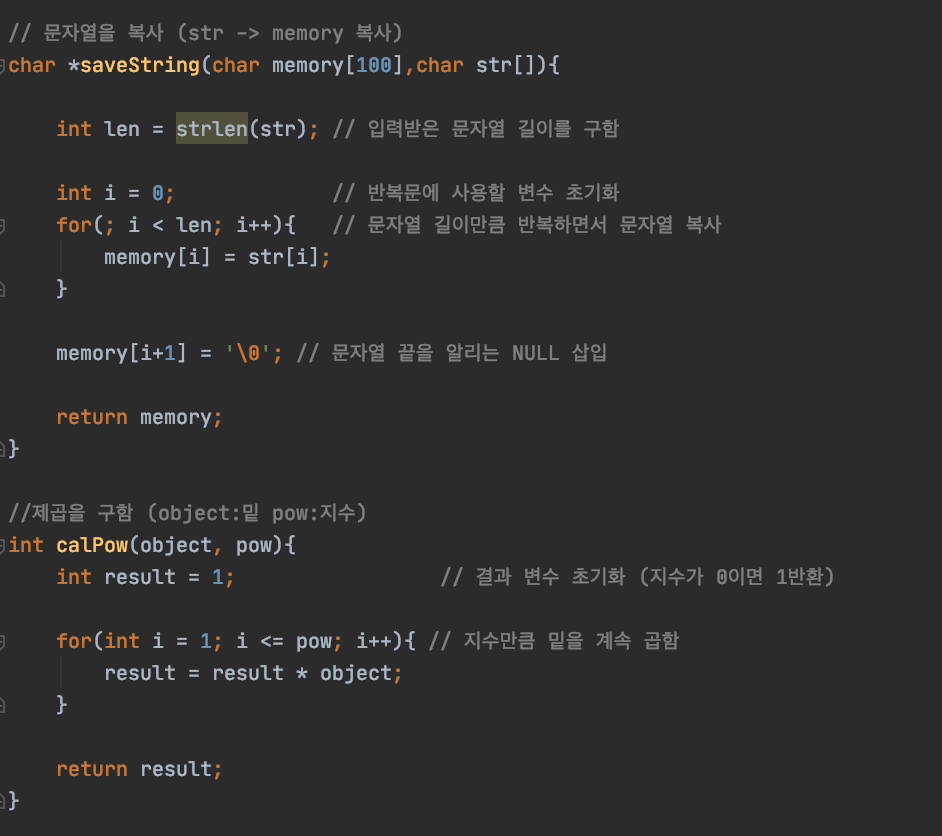 // 문자열을 복사 (str -> memory 복사)
char *saveString(char memory[100],char str[]){
    int len = strlen(str); // 입력받은 문자열 길이를 구함
    int i = 0;             // 반복문에 사용할 변수 초기화
    for(; i < len; i++){   // 문자열 길이만큼 반복하면서 문자열 복사
        memory[i] = str[i];
    }
    memory[i+1] = '\0'; // 문자열 끝을 알리는 NULL 삽입
    return memory;
}
//제곱을 구함 (object:밑 pow:지수)
int calPow(object, pow){
    int result = 1;                 // 결과 변수 초기화 (지수가 0이면 1반환)
    for(int i = 1; i <= pow; i++){ // 지수만큼 밑을 계속 곱함
        result = result * object;
    }
    return result;
}